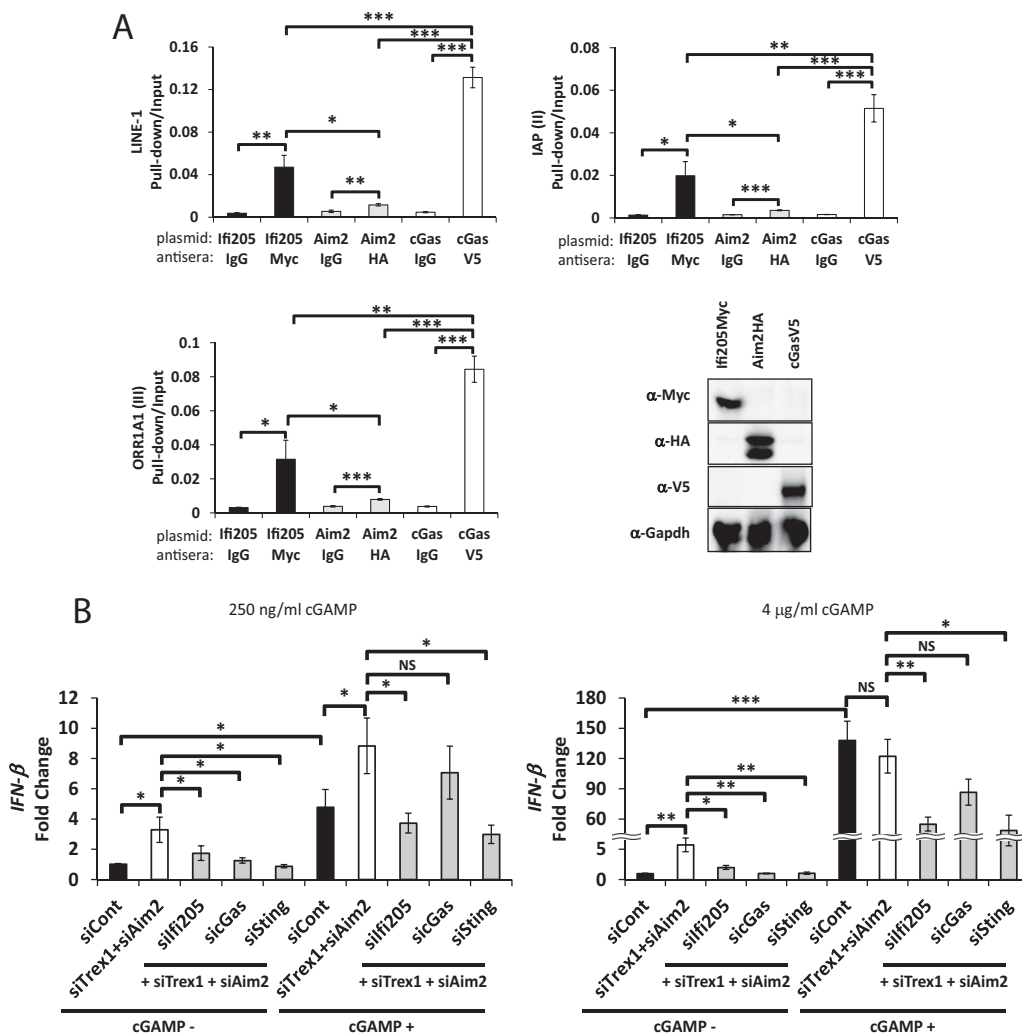 A
***
***
***
0.16
0.12
0.08
0.04
0
LINE-1
Pull-down/Input
**
*
**
plasmid: Ifi205 Ifi205 Aim2 Aim2 cGas cGas
antisera: IgG Myc IgG HA IgG V5
**
***
***
0.08
0.06
0.04
0.02
0
IAP (II)
Pull-down/Input
*
*
***
Ifi205 Ifi205 Aim2 Aim2 cGas cGas
IgG Myc IgG HA IgG V5
**
***
***
0.1
0.08
0.06
0.04
0.02
0
ORR1A1 (III)
Pull-down/Input
*
*
***
plasmid: Ifi205 Ifi205 Aim2 Aim2 cGas cGas
antisera: IgG Myc IgG HA IgG V5
Ifi205Myc
Aim2HA
cGasV5
α-Myc
α-HA
α-V5
α-Gapdh
B
250 ng/ml cGAMP
*
NS
*
*
*
*
*
*
*
12
10
8
6
4
2
0
IFN-β
Fold Change
siCont
siTrex1+siAim2
siIfi205
sicGas
siSting
siCont
siTrex1+siAim2
siIfi205
sicGas
siSting
+ siTrex1 + siAim2
+ siTrex1 + siAim2
cGAMP -
cGAMP +
4 μg/ml cGAMP
*
NS
**
NS
***
**
**
*
**
180
150
120
90
60
5
0
IFN-β
Fold Change
siCont
siTrex1+siAim2
siIfi205
sicGas
siSting
siCont
siTrex1+siAim2
siIfi205
sicGas
siSting
+ siTrex1 + siAim2
+ siTrex1 + siAim2
cGAMP -
cGAMP +